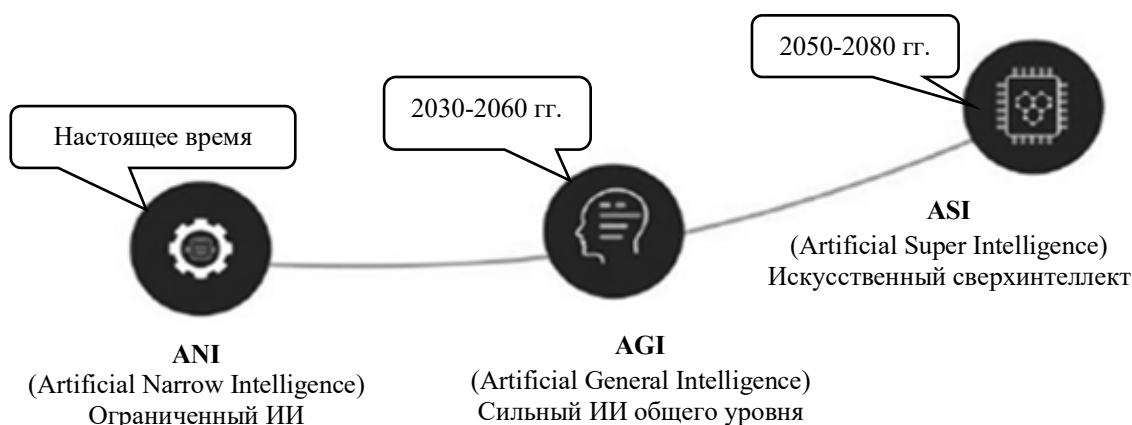 2050-2080 гг.
2030-2060 гг.
Настоящее время
ASI
(Artificial Super Intelligence)
Искусственный сверхинтеллект
ANI
(Artificial Narrow Intelligence)
Ограниченный ИИ
AGI
(Artificial General Intelligence)
Сильный ИИ общего уровня